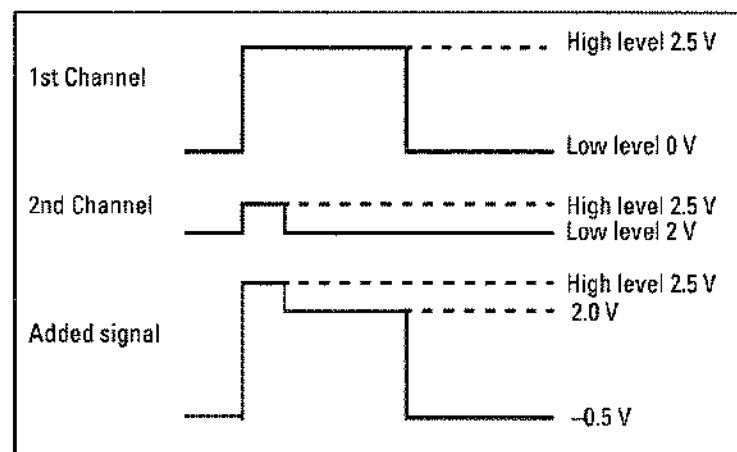 High level 2.5 V
1st Channel
Low level 0 V
2nd Channel
High level 2.5 V
Low level 2 V
High level 2.5 V
2.0 V
Added signal
–0.5 V